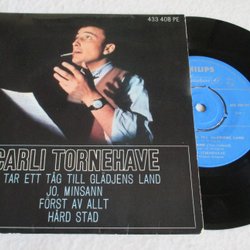 433 408 PE
CARLI TORNEHAVE
TAR ETT TÅG TILL GLÄDJENS LAND
JO, MINSANN
FÖRST AV ALLT
HÅRD STAD
PHILIPS